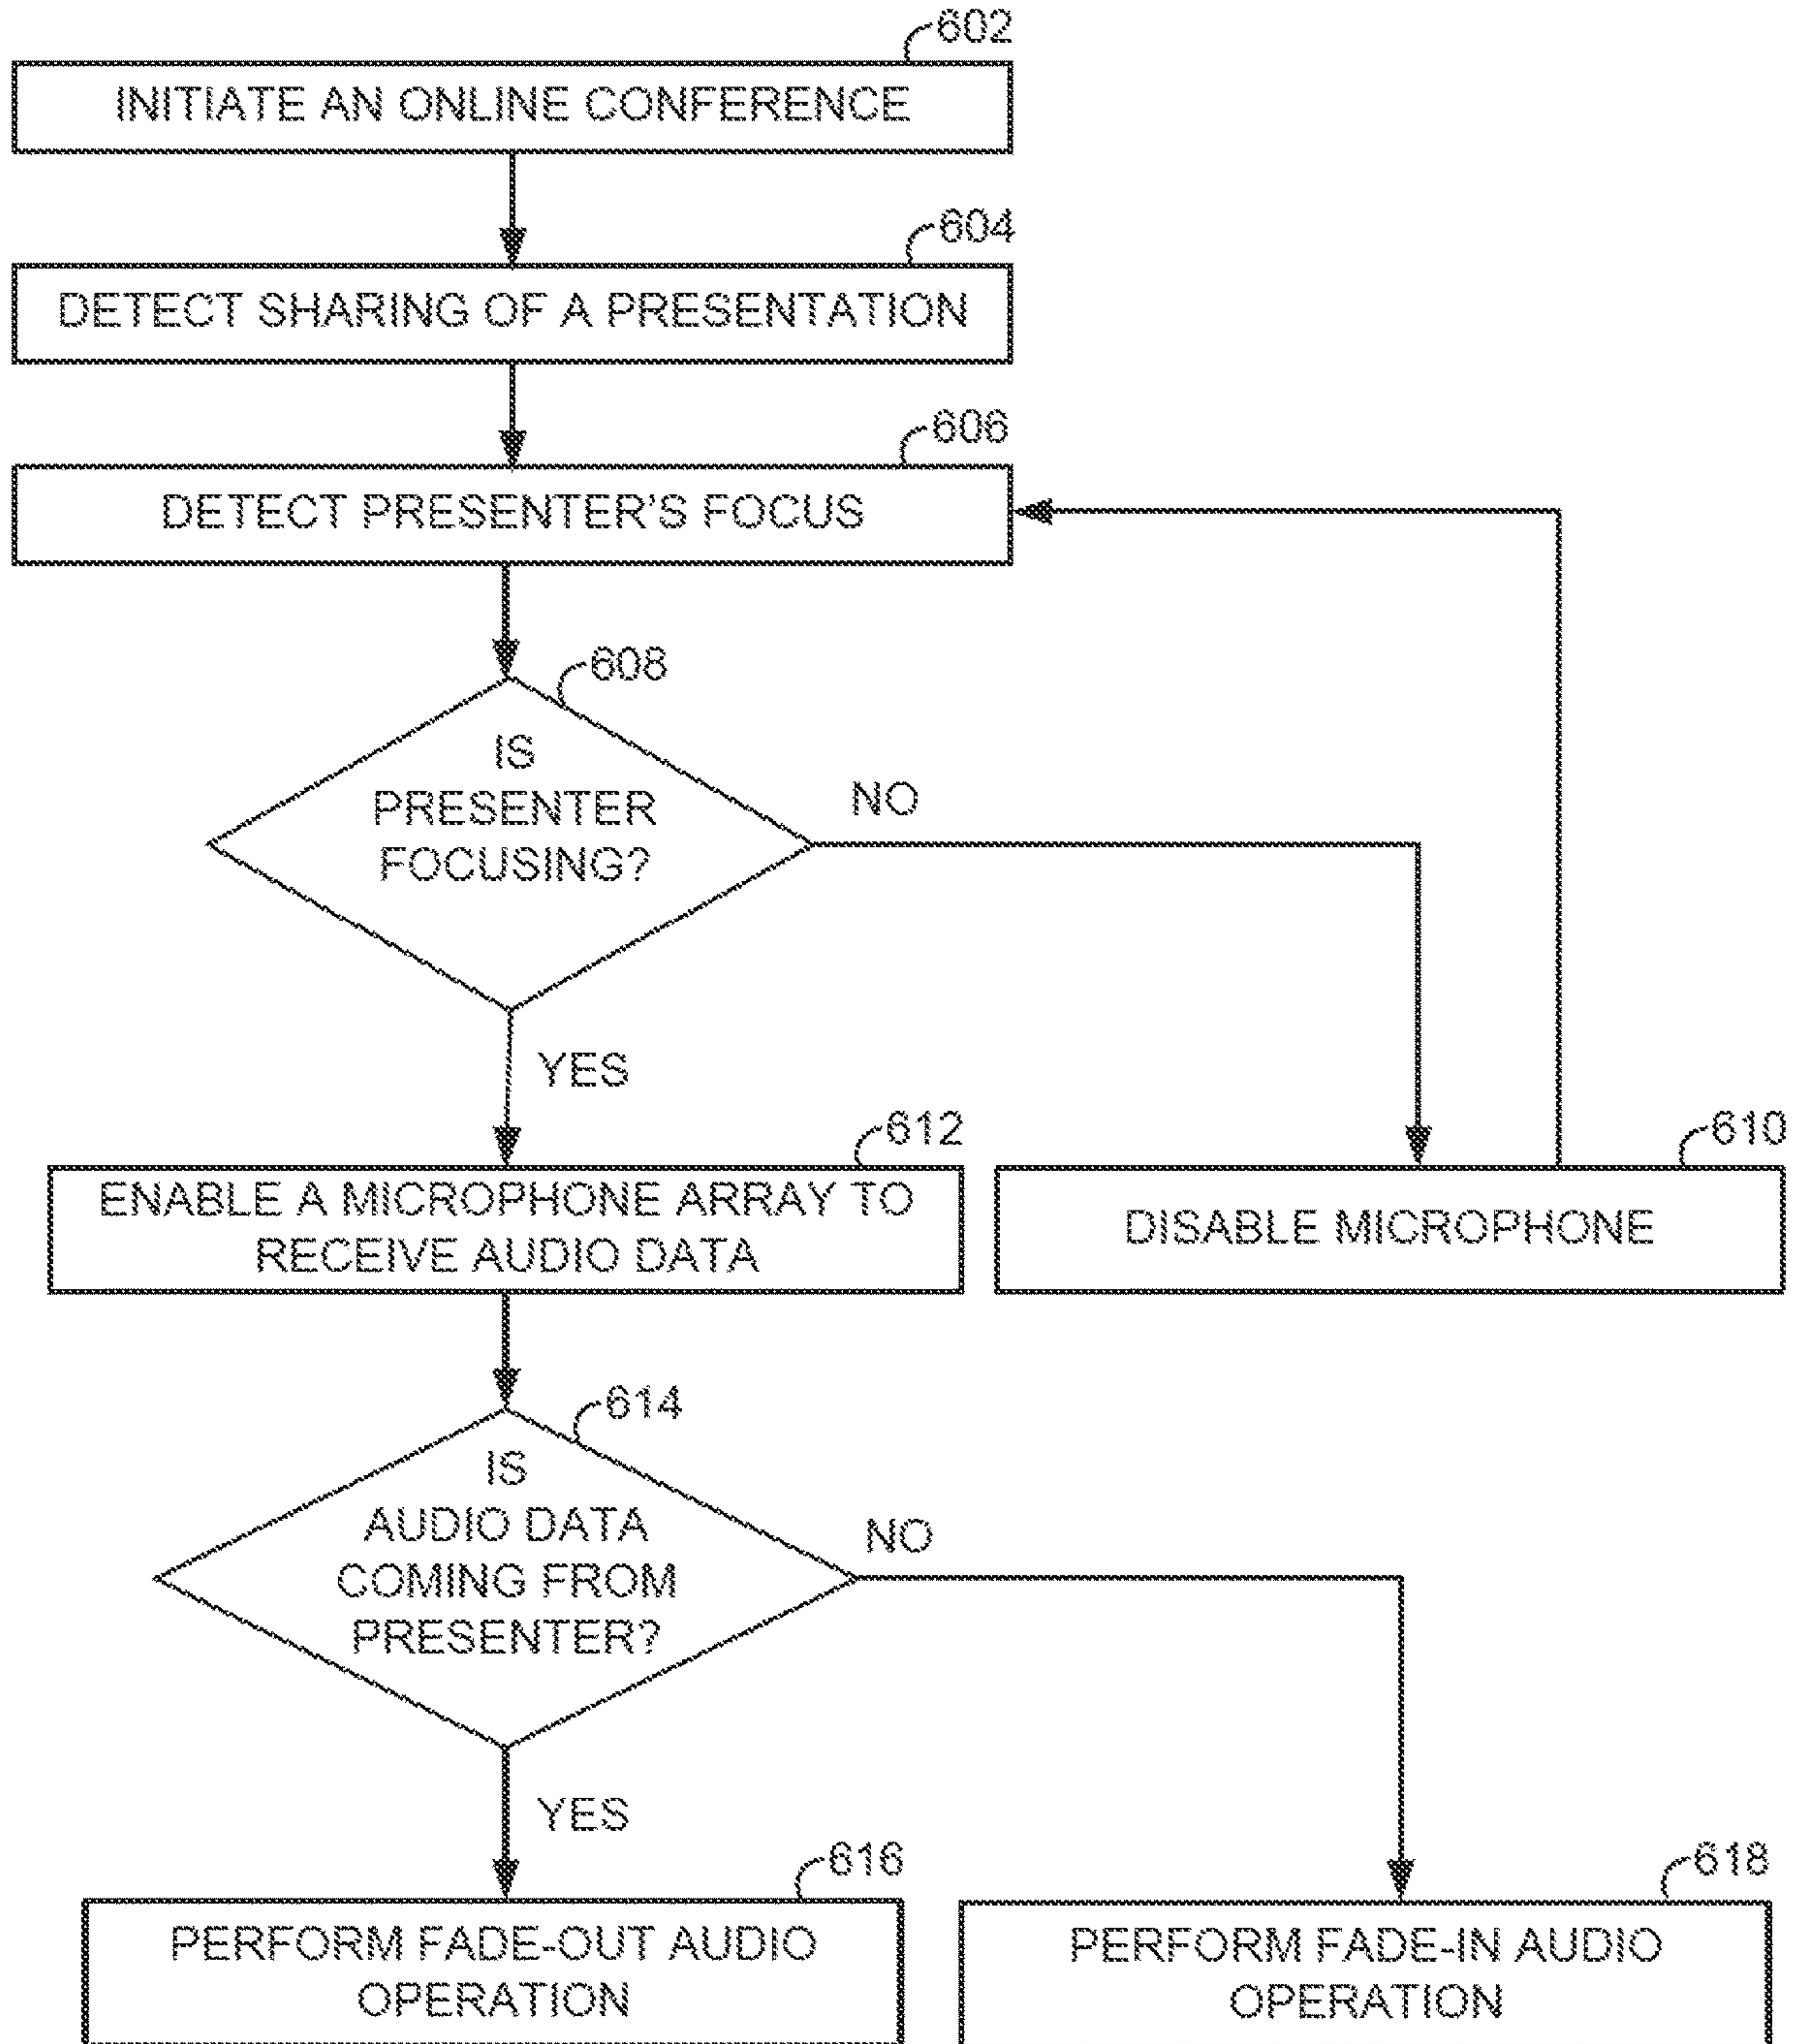 602
INITIATE AN ONLINE CONFERENCE
604
DETECT SHARING OF A PRESENTATION
606
DETECT PRESENTER'S FOCUS
608
IS
PRESENTER
FOCUSING?
NO
YES
612
ENABLE A MICROPHONE ARRAY TO
RECEIVE AUDIO DATA
610
DISABLE MICROPHONE
614
IS
AUDIO DATA
COMING FROM
PRESENTER?
NO
YES
616
PERFORM FADE-OUT AUDIO
OPERATION
618
PERFORM FADE-IN AUDIO
OPERATION